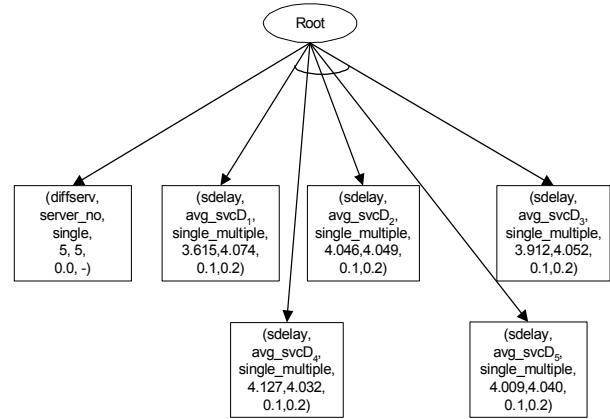 Root
(diffserv,
server_no,
single,
5, 5,
0.0, -)
(sdelay,
avg_svcD₁,
single_multiple,
3.615,4.074,
0.1,0.2)
(sdelay,
avg_svcD₂,
single_multiple,
4.046,4.049,
0.1,0.2)
(sdelay,
avg_svcD₃,
single_multiple,
3.912,4.052,
0.1,0.2)
(sdelay,
avg_svcD₄,
single_multiple,
4.127,4.032,
0.1,0.2)
(sdelay,
avg_svcD₅,
single_multiple,
4.009,4.040,
0.1,0.2)